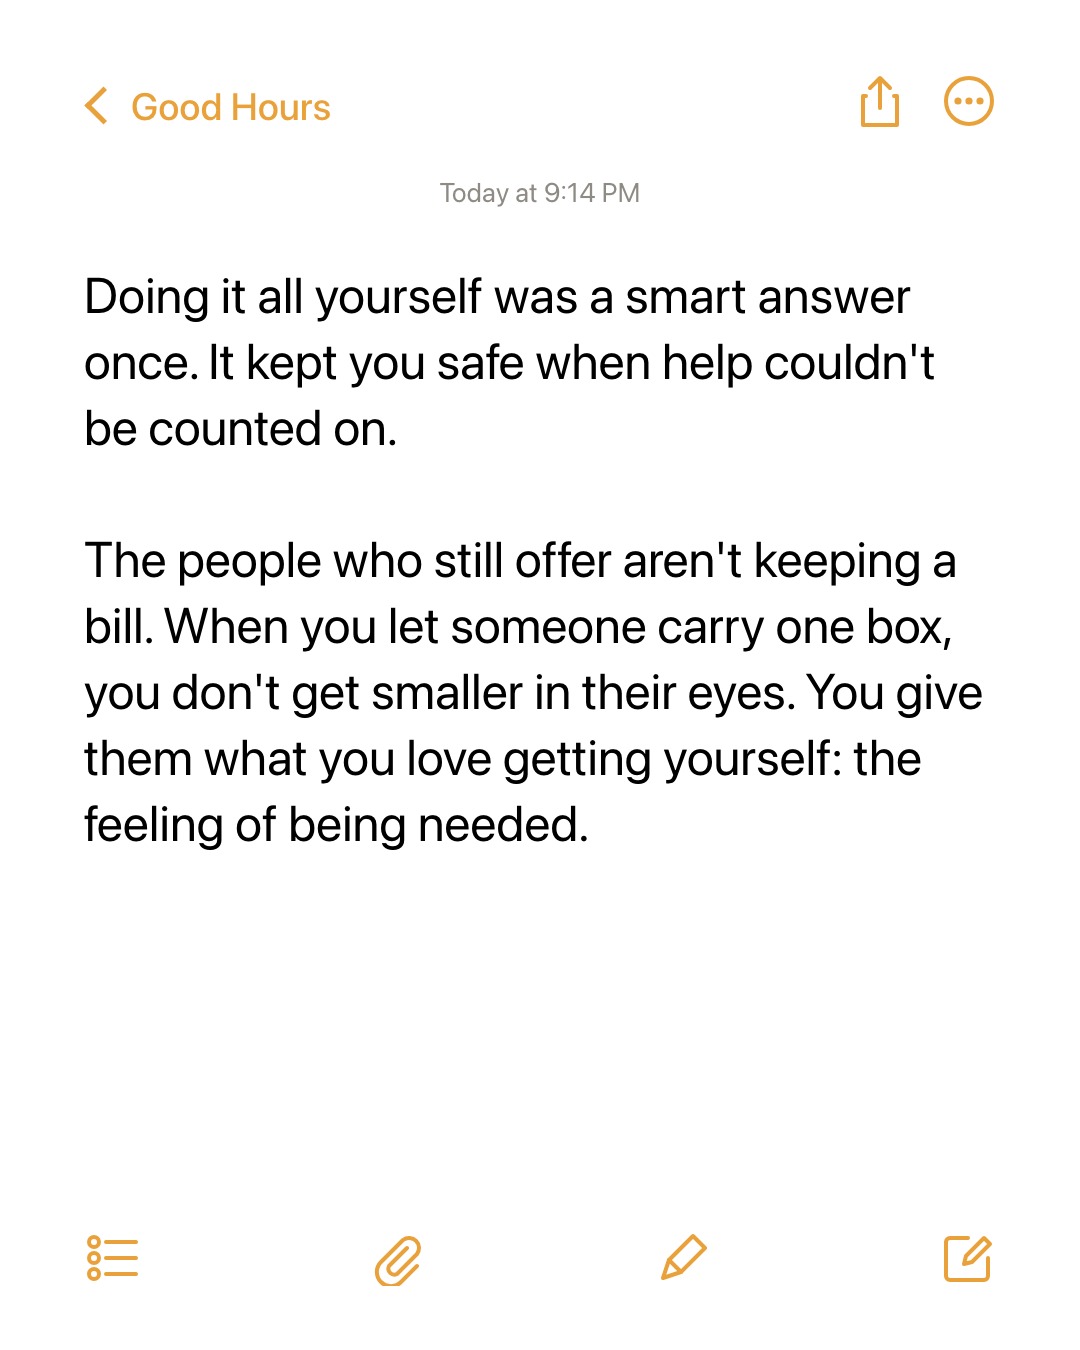 Good Hours
Today at 9:14 PM
Doing it all yourself was a smart answer
once. It kept you safe when help couldn't
be counted on.
The people who still offer aren't keeping a
bill. When you let someone carry one box,
you don't get smaller in their eyes. You give
them what you love getting yourself: the
feeling of being needed.